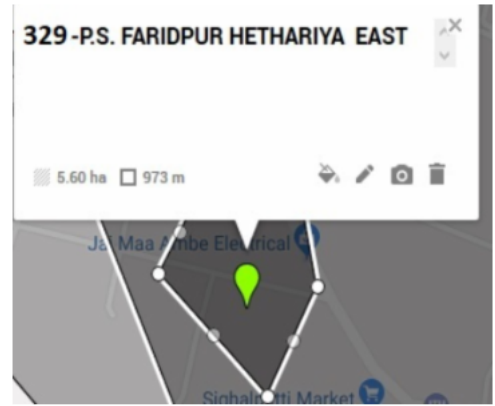 329-P.S. FARIDPUR HETHARIYA EAST
5.60 ha 973 m
Jai Maa Ambe Electrical
Sighalpatti Market